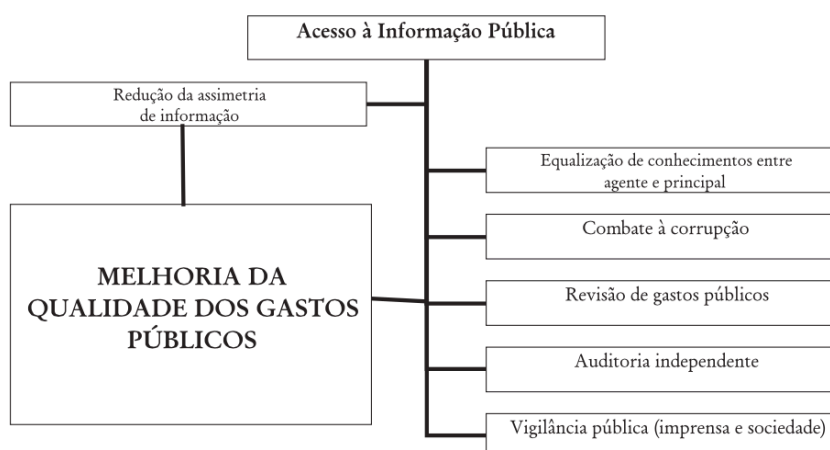 Acesso à Informação Pública
Redução da assimetria
de informação
Equalização de conhecimentos entre
agente e principal
Combate à corrupção
MELHORIA DA
QUALIDADE DOS GASTOS
PÚBLICOS
Revisão de gastos públicos
Auditoria independente
Vigilância pública (imprensa e sociedade)